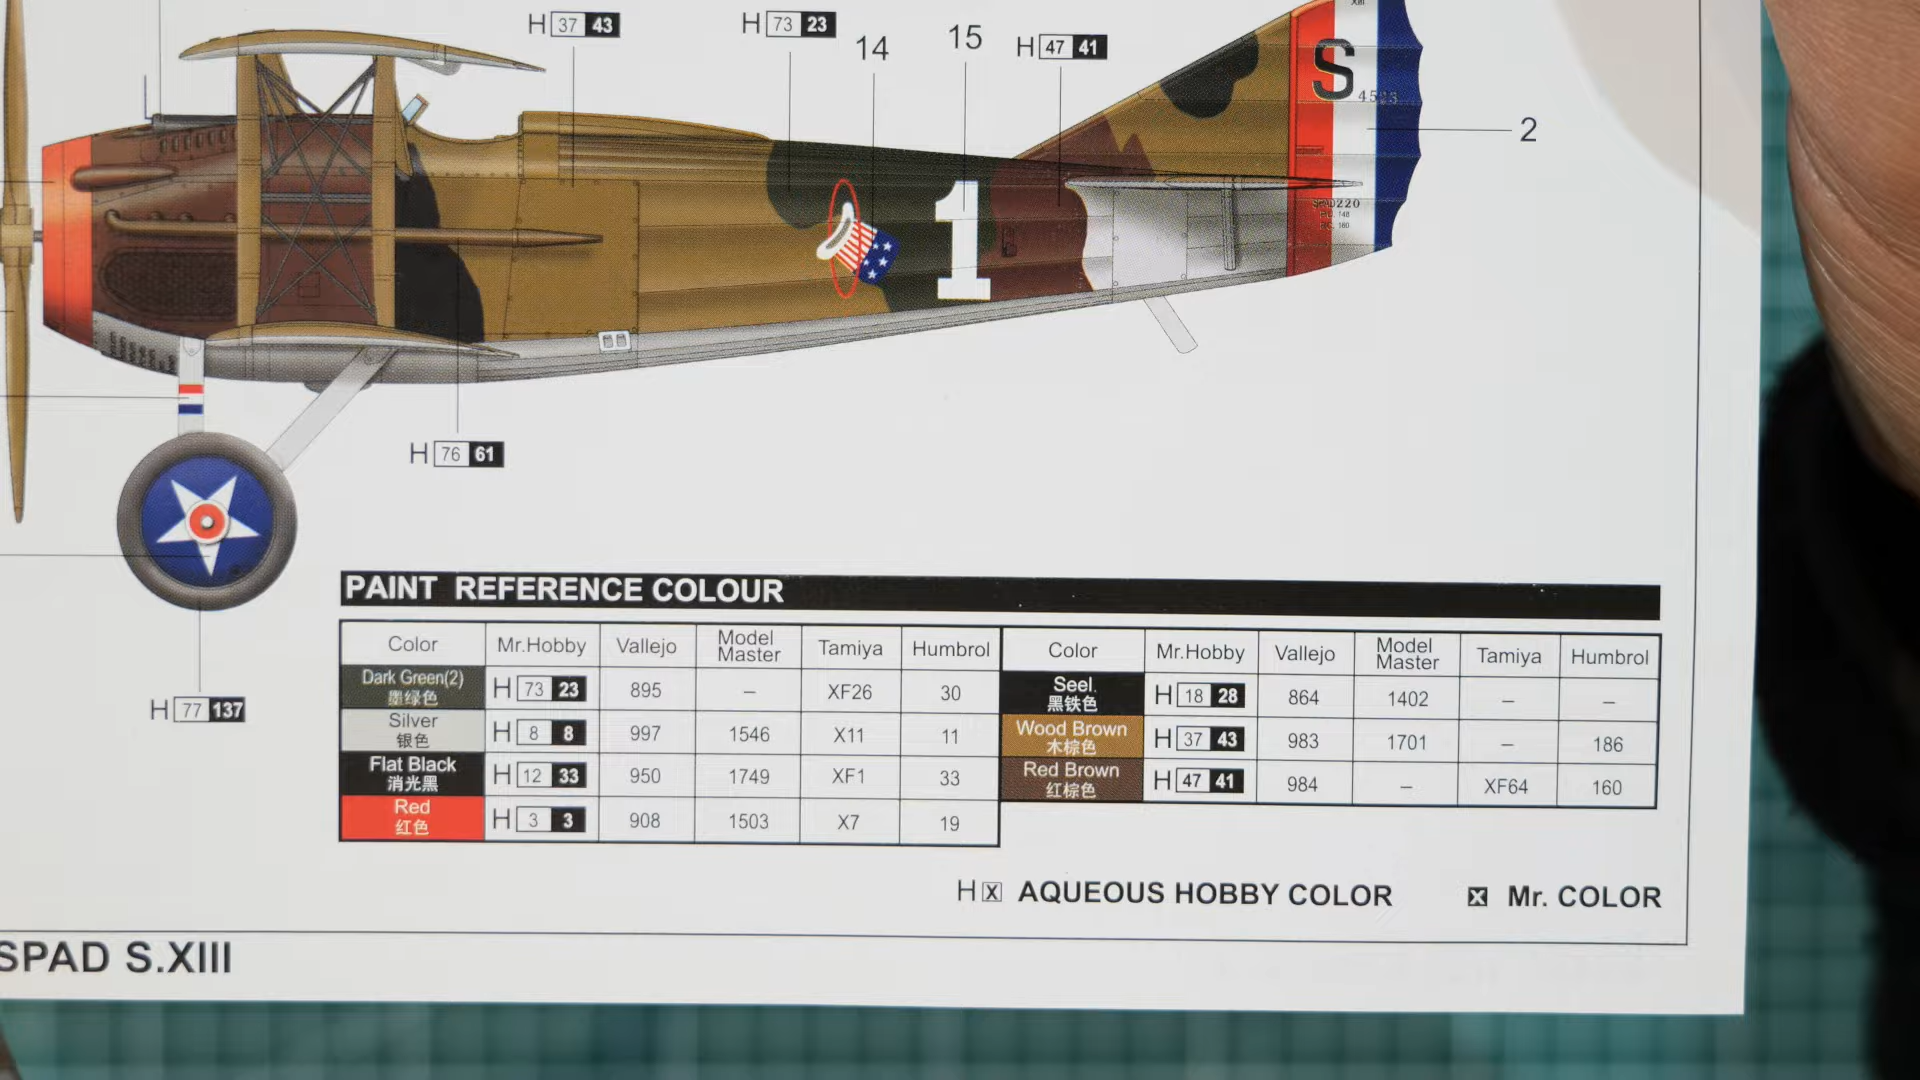 H 37 43
H 73 23
14
15
H 47 41
S
4523
2
1
SPAD220
H 76 61
H 77 137
PAINT REFERENCE COLOUR
Color Mr.Hobby Vallejo Model Master Tamiya Humbrol
Dark Green(2) 墨绿色 H 73 23 895 – XF26 30
Silver 银色 H 8 8 997 1546 X11 11
Flat Black 消光黑 H 12 33 950 1749 XF1 33
Red 红色 H 3 3 908 1503 X7 19
Color Mr.Hobby Vallejo Model Master Tamiya Humbrol
Seel. 黑铁色 H 18 28 864 1402 – –
Wood Brown 木棕色 H 37 43 983 1701 – 186
Red Brown 红棕色 H 47 41 984 – XF64 160
H X AQUEOUS HOBBY COLOR X Mr. COLOR
SPAD S.XIII